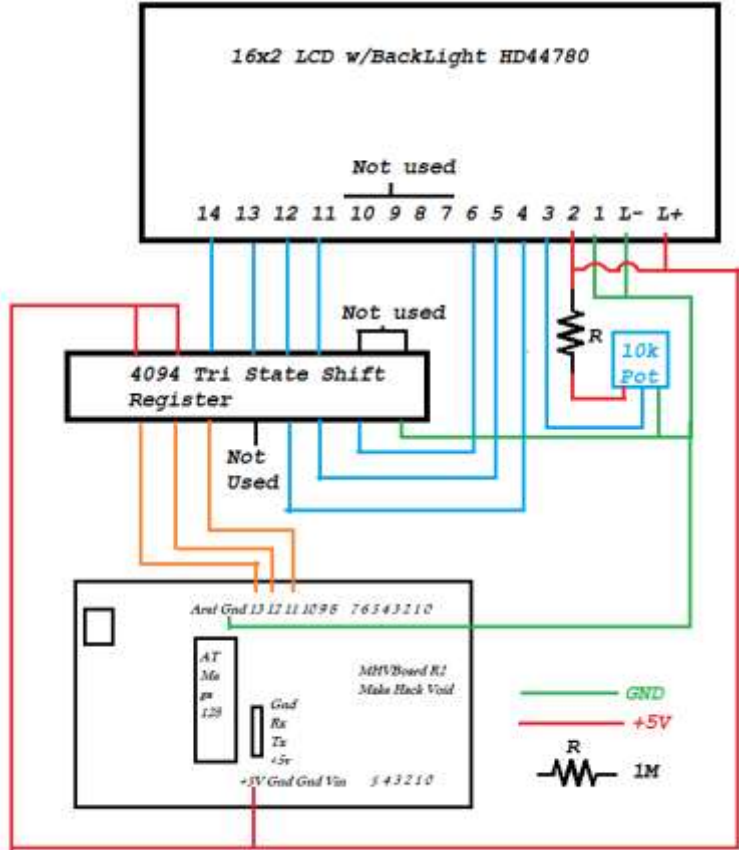 16x2 LCD w/BackLight HD44780
Not used
14 13 12 11 10 9 8 7 6 5 4 3 2 1 L- L+
Not used
R
10k
Pot
4094 Tri State Shift
Register
Not
Used
Aref Gnd 13 12 11 10 9 8 7 6 5 4 3 2 1 0
AT
Me
ga
128
MHVBoard R1
Make Hack Void
Gnd
Rx
Tx
+5v
+5V Gnd Gnd Vin 5 4 3 2 1 0
GND
+5V
R
1M